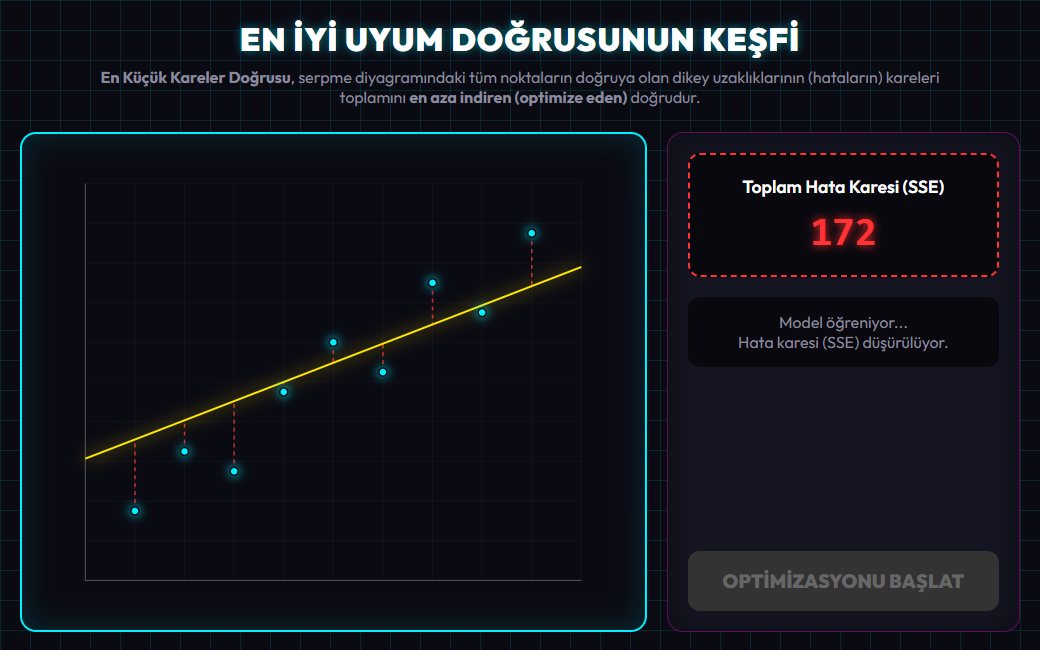 EN İYİ UYUM DOĞRUSUNUN KEŞFİ
En Küçük Kareler Doğrusu, serpme diyagramındaki tüm noktaların doğruya olan dikey uzaklıklarının (hataların) kareleri
toplamını en aza indiren (optimize eden) doğrudur.
Toplam Hata Karesi (SSE)
172
Model öğreniyor...
Hata karesi (SSE) düşürülüyor.
OPTİMİZASYONU BAŞLAT